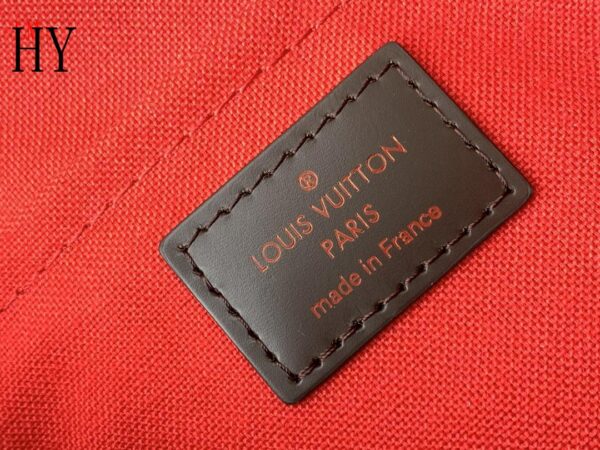 HY
®
LOUIS VUITTON
PARIS
made in France